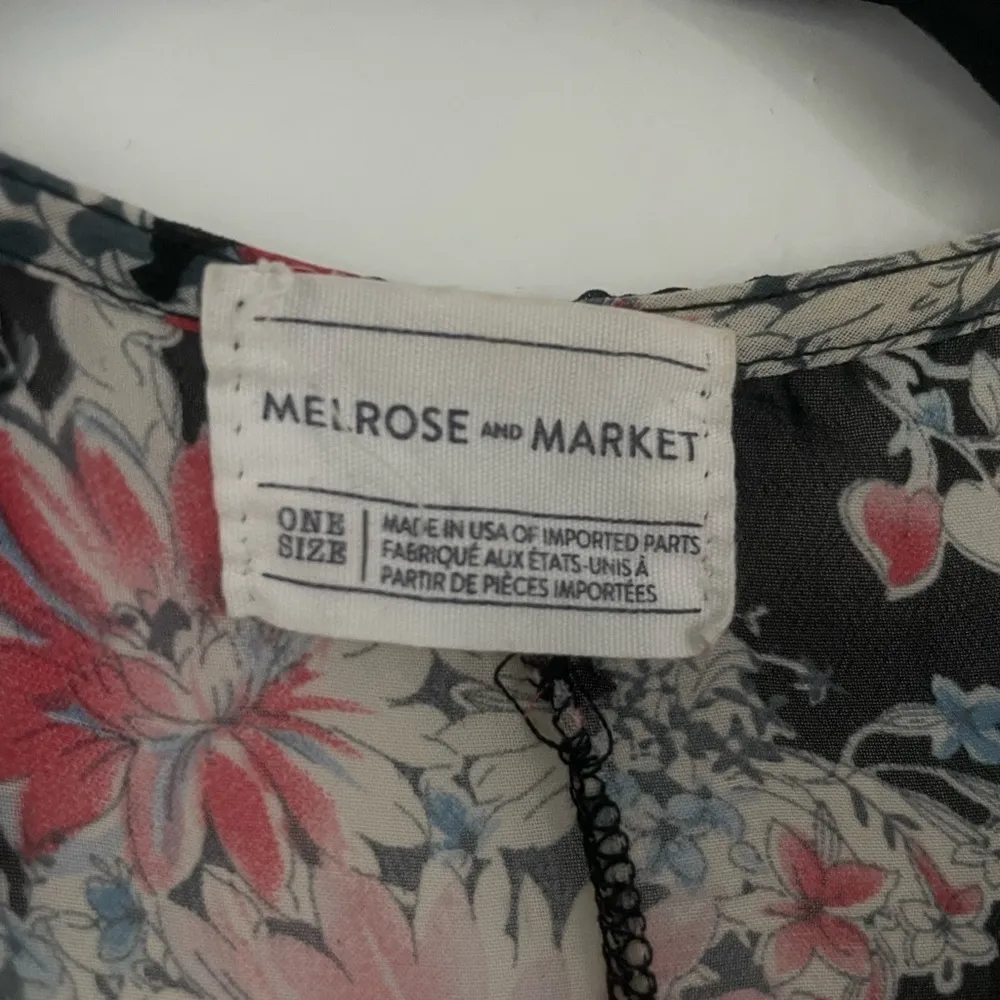 MELROSE AND MARKET
ONE SIZE
MADE IN USA OF IMPORTED PARTS
FABRIQUÉ AUX ÉTATS-UNIS À
PARTIR DE PIÈCES IMPORTÉES